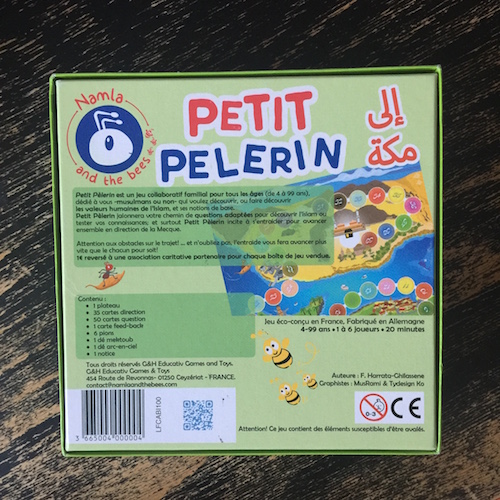 Namla
and the bees
PETIT
PELERIN
إلى
مكة
Petit Pèlerin est un jeu collaboratif familial pour tous les âges (de 4 à 99 ans),
dédié à vous -musulmans ou non- qui voulez découvrir, ou faire découvrir
les valeurs humaines de l'Islam, et ses notions de base.
Petit Pèlerin jalonnera votre chemin de questions adaptées pour découvrir l'Islam ou
tester vos connaissances; et surtout Petit Pèlerin incite à l'entraider pour avancer
ensemble en direction de la Mecque.
Attention aux obstacles sur le trajet! ... et n'oubliez pas, l'entraide vous fera avancer plus
vite que le chacun pour soi!!
1€ reversé à une association caritative partenaire pour chaque boîte de jeu vendue.
Contenu :
• 1 plateau
• 35 cartes direction
• 50 cartes question
• 1 carte feed-back
• 6 pions
• 1 dé mektoub
• 1 dé arc-en-ciel
• 1 notice
Jeu éco-conçu en France, Fabriqué en Allemagne
4-99 ans • 1 à 6 joueurs • 20 minutes
Tous droits réservés G&H Educativ Games and Toys.
G&H Educativ Games & Toys
454 Route de Revonnas- 01250 Ceyzériat - FRANCE.
contact@namlaandthebees.com
Auteure : F. Harrata-Ghilassene
Graphistes : MusRami & Tydesign Ko
3 665004 000004
LFCABI100
0-3
CE
Attention! Ce jeu contient des éléments susceptibles d'être avalés.